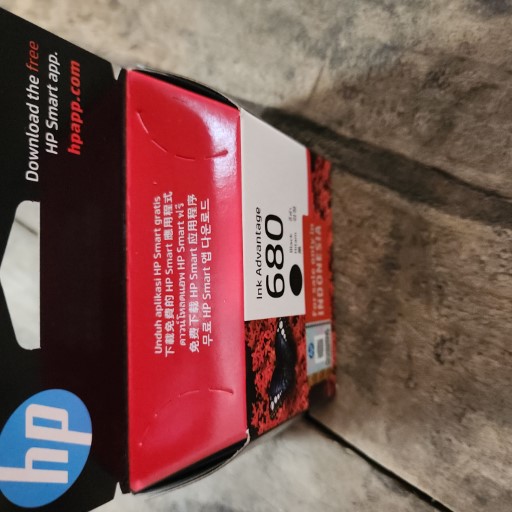 hp
Download the free
HP Smart app.
hpapp.com
Unduh aplikasi HP Smart gratis
下載免費的 HP Smart 應用程式
ดาวน์โหลดแอพ HP Smart ฟรี
免费下载 HP Smart 应用程序
무료 HP Smart 앱 다운로드
Ink Advantage
680
Black
Hitam
For sale only in
INDONESIA